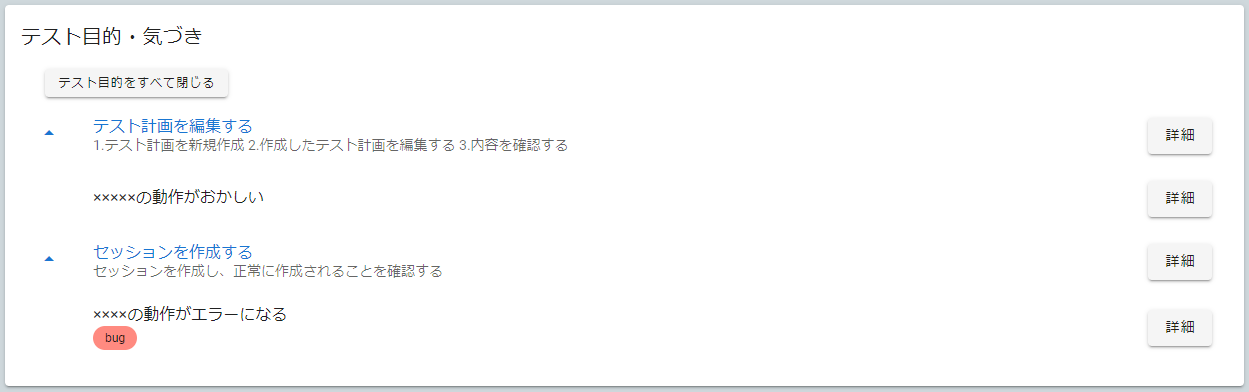 テスト目的・気づき
テスト目的をすべて閉じる
テスト計画を編集する
1.テスト計画を新規作成 2.作成したテスト計画を編集する 3.内容を確認する
詳細
×××××の動作がおかしい
詳細
セッションを作成する
セッションを作成し、正常に作成されることを確認する
詳細
××××の動作がエラーになる
bug
詳細